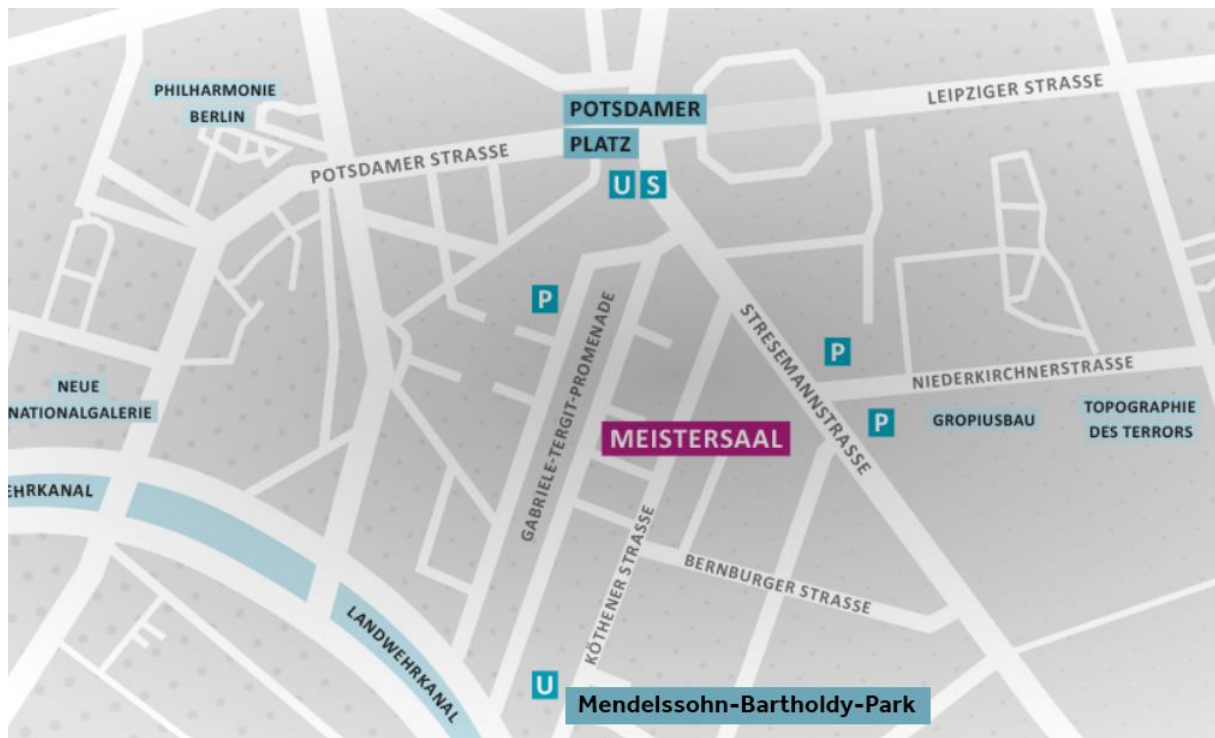 PHILHARMONIE
BERLIN
POTSDAMER STRASSE
POTSDAMER
PLATZ
U S
LEIPZIGER STRASSE
P
GABRIELE-TERGIT-PROMENADE
STRESEMANNSTRASSE
P
NIEDERKIRCHNERSTRASSE
P
GROPIUSBAU
TOPOGRAPHIE
DES TERRORS
NEUE
NATIONALGALERIE
MEISTERSAAL
EHRKANAL
KÖTHENER STRASSE
BERNBURGER STRASSE
LANDWEHRKANAL
U
Mendelssohn-Bartholdy-Park